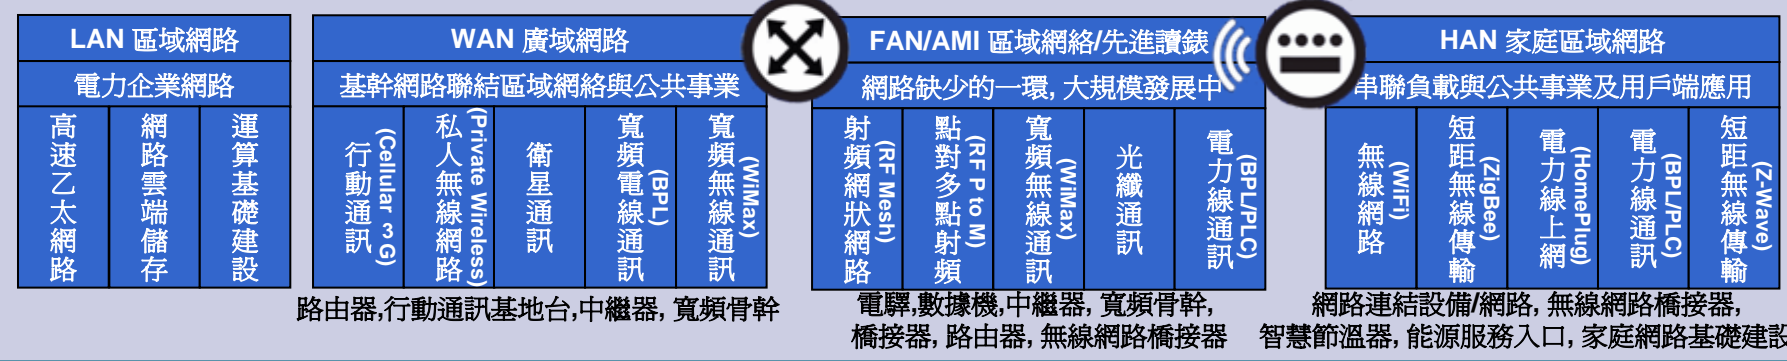 LAN 區域網路
電力企業網路
高速乙太網路
網路雲端儲存
運算基礎建設
WAN 廣域網路
基幹網路聯結區域網絡與公共事業
行動通訊
(Cellular 3G)
私人無線網路
(Private Wireless)
衛星通訊
寬頻電線通訊
(BPL)
寬頻無線通訊
(WiMax)
路由器,行動通訊基地台,中繼器, 寬頻骨幹
FAN/AMI 區域網絡/先進讀錶
網路缺少的一環, 大規模發展中
射頻網狀網路
(RF Mesh)
點對多點射頻
(RF P to M)
寬頻無線通訊
(WiMax)
光纖通訊
電力線通訊
(BPL/PLC)
電驛,數據機,中繼器, 寬頻骨幹,
橋接器, 路由器, 無線網路橋接器
HAN 家庭區域網路
串聯負載與公共事業及用戶端應用
無線網路
(WiFi)
短距無線傳輸
(ZigBee)
電力線上網
(HomePlug)
電力線通訊
(BPL/PLC)
短距無線傳輸
(Z-Wave)
網路連結設備/網路, 無線網路橋接器,
智慧節溫器, 能源服務入口, 家庭網路基礎建設